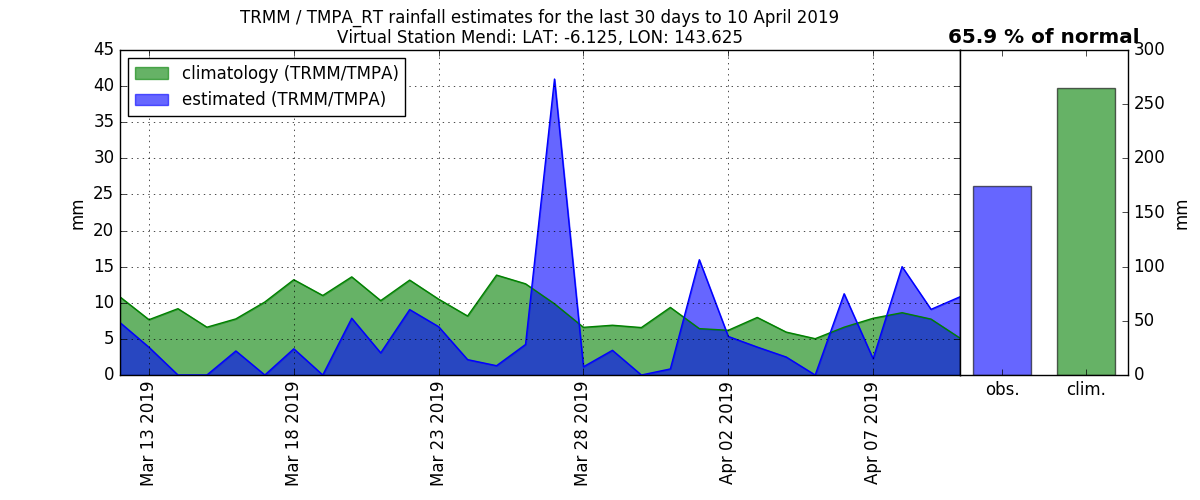 TRMM / TMPA_RT rainfall estimates for the last 30 days to 10 April 2019
Virtual Station Mendi: LAT: -6.125, LON: 143.625
65.9 % of normal
climatology (TRMM/TMPA)
estimated (TRMM/TMPA)
45
40
35
30
25
20
15
10
5
0
mm
Mar 13 2019
Mar 18 2019
Mar 23 2019
Mar 28 2019
Apr 02 2019
Apr 07 2019
300
250
200
150
100
50
0
mm
obs.
clim.